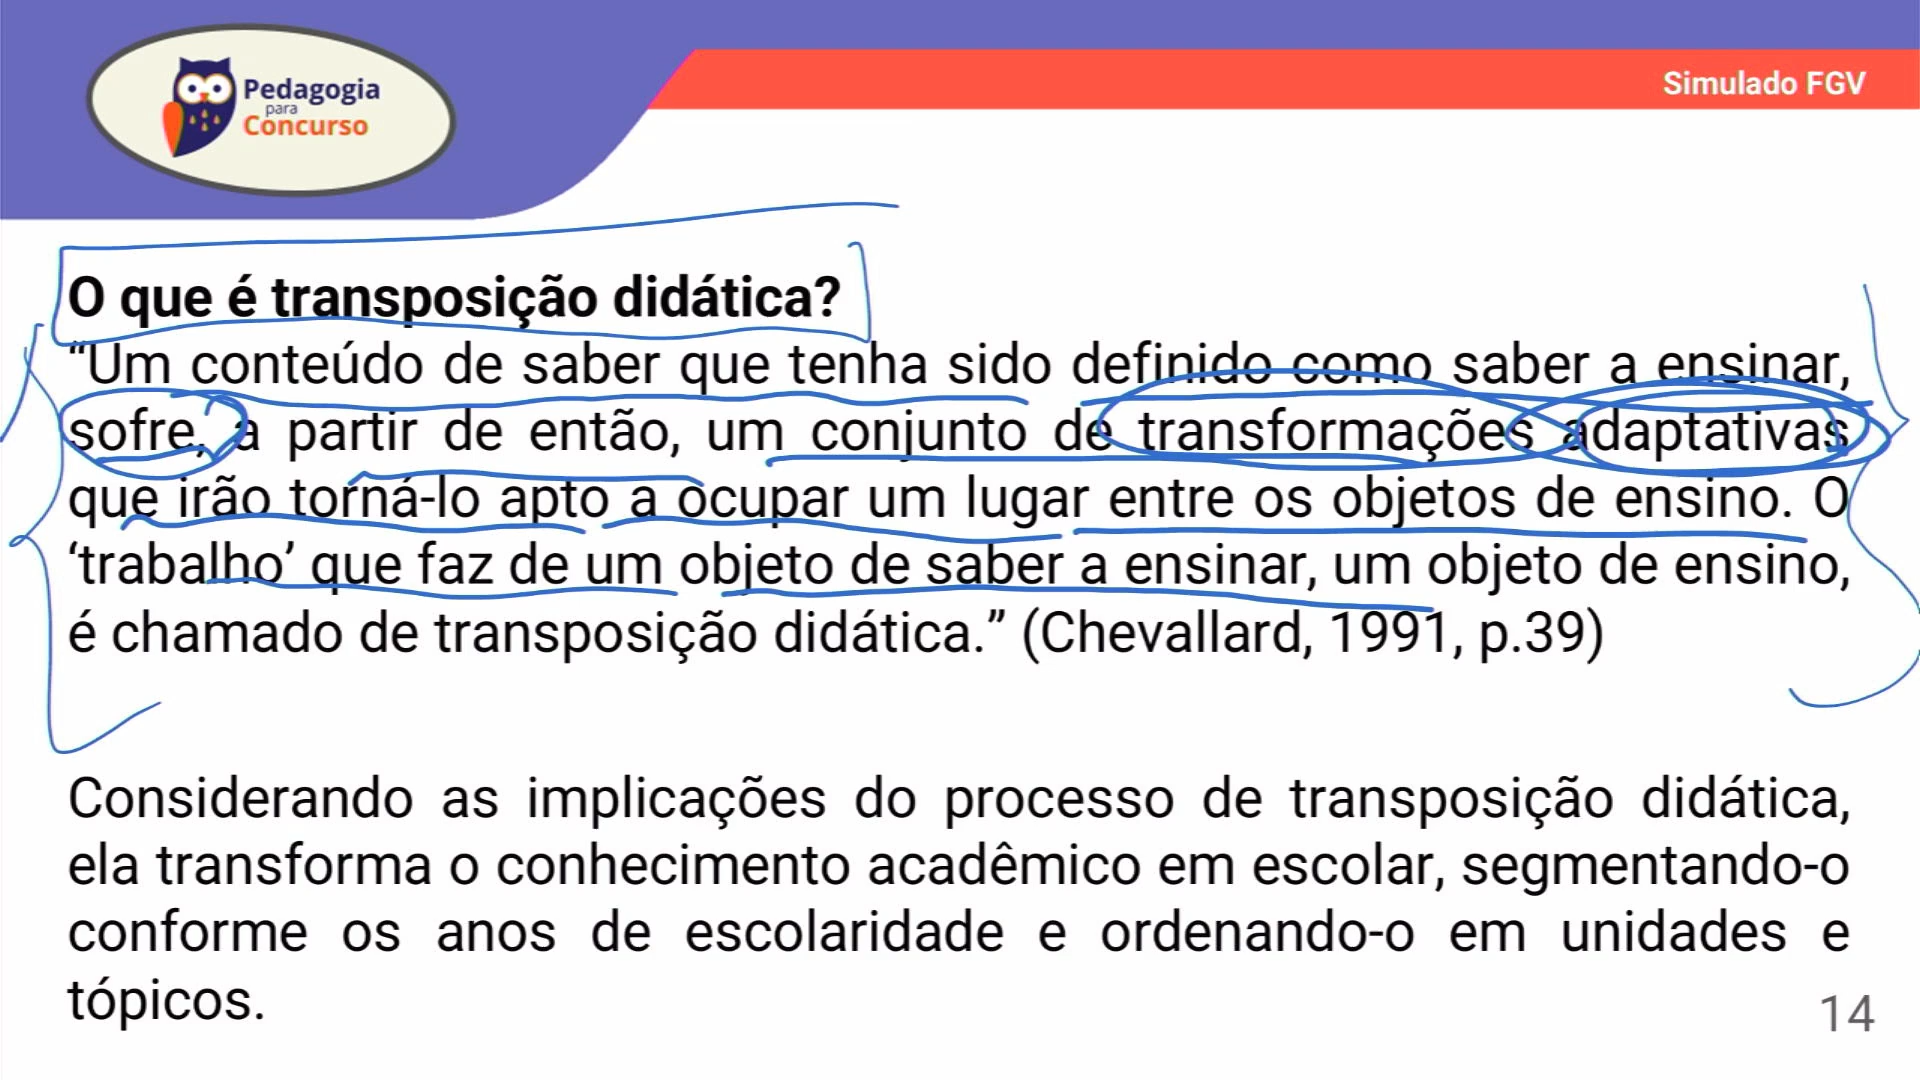 Pedagogia
para
Concurso
Simulado FGV
O que é transposição didática?
“Um conteúdo de saber que tenha sido definido como saber a ensinar,
sofre, a partir de então, um conjunto de transformações adaptativas
que irão torná-lo apto a ocupar um lugar entre os objetos de ensino. O
‘trabalho’ que faz de um objeto de saber a ensinar, um objeto de ensino,
é chamado de transposição didática.” (Chevallard, 1991, p.39)
Considerando as implicações do processo de transposição didática,
ela transforma o conhecimento acadêmico em escolar, segmentando-o
conforme os anos de escolaridade e ordenando-o em unidades e
tópicos.
14